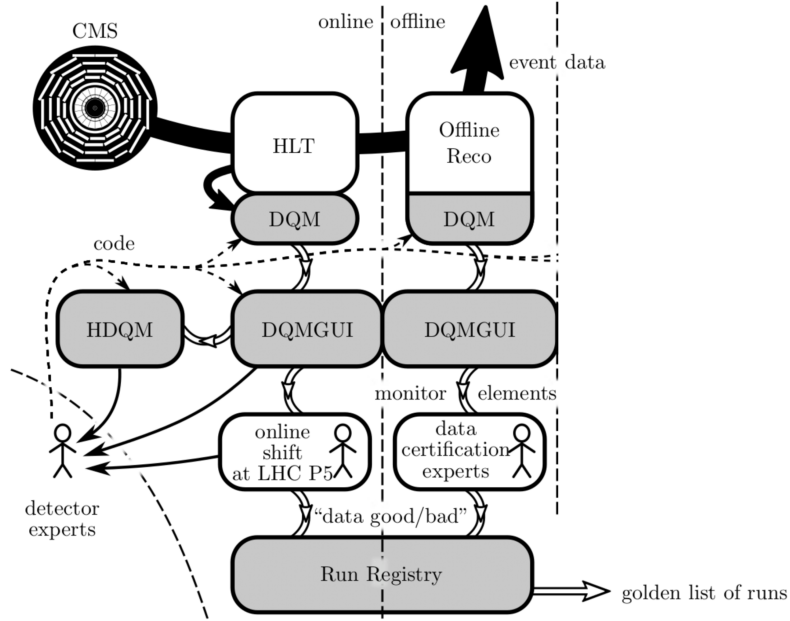 CMS
online
offline
event data
HLT
Offline
Reco
DQM
DQM
code
HDQM
DQMGUI
DQMGUI
monitor
elements
online
shift
at LHC P5
data
certification
experts
detector
experts
“data good/bad”
Run Registry
golden list of runs